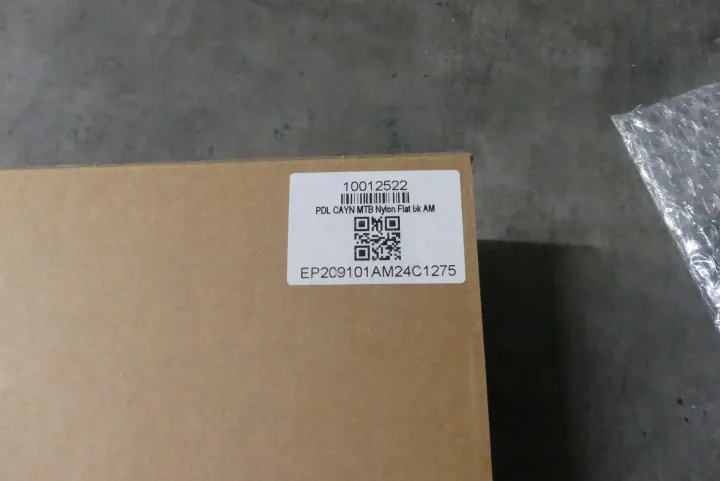 10012522
PDL CAYN MTB Nylon Flat bk AM
EP209101AM24C1275